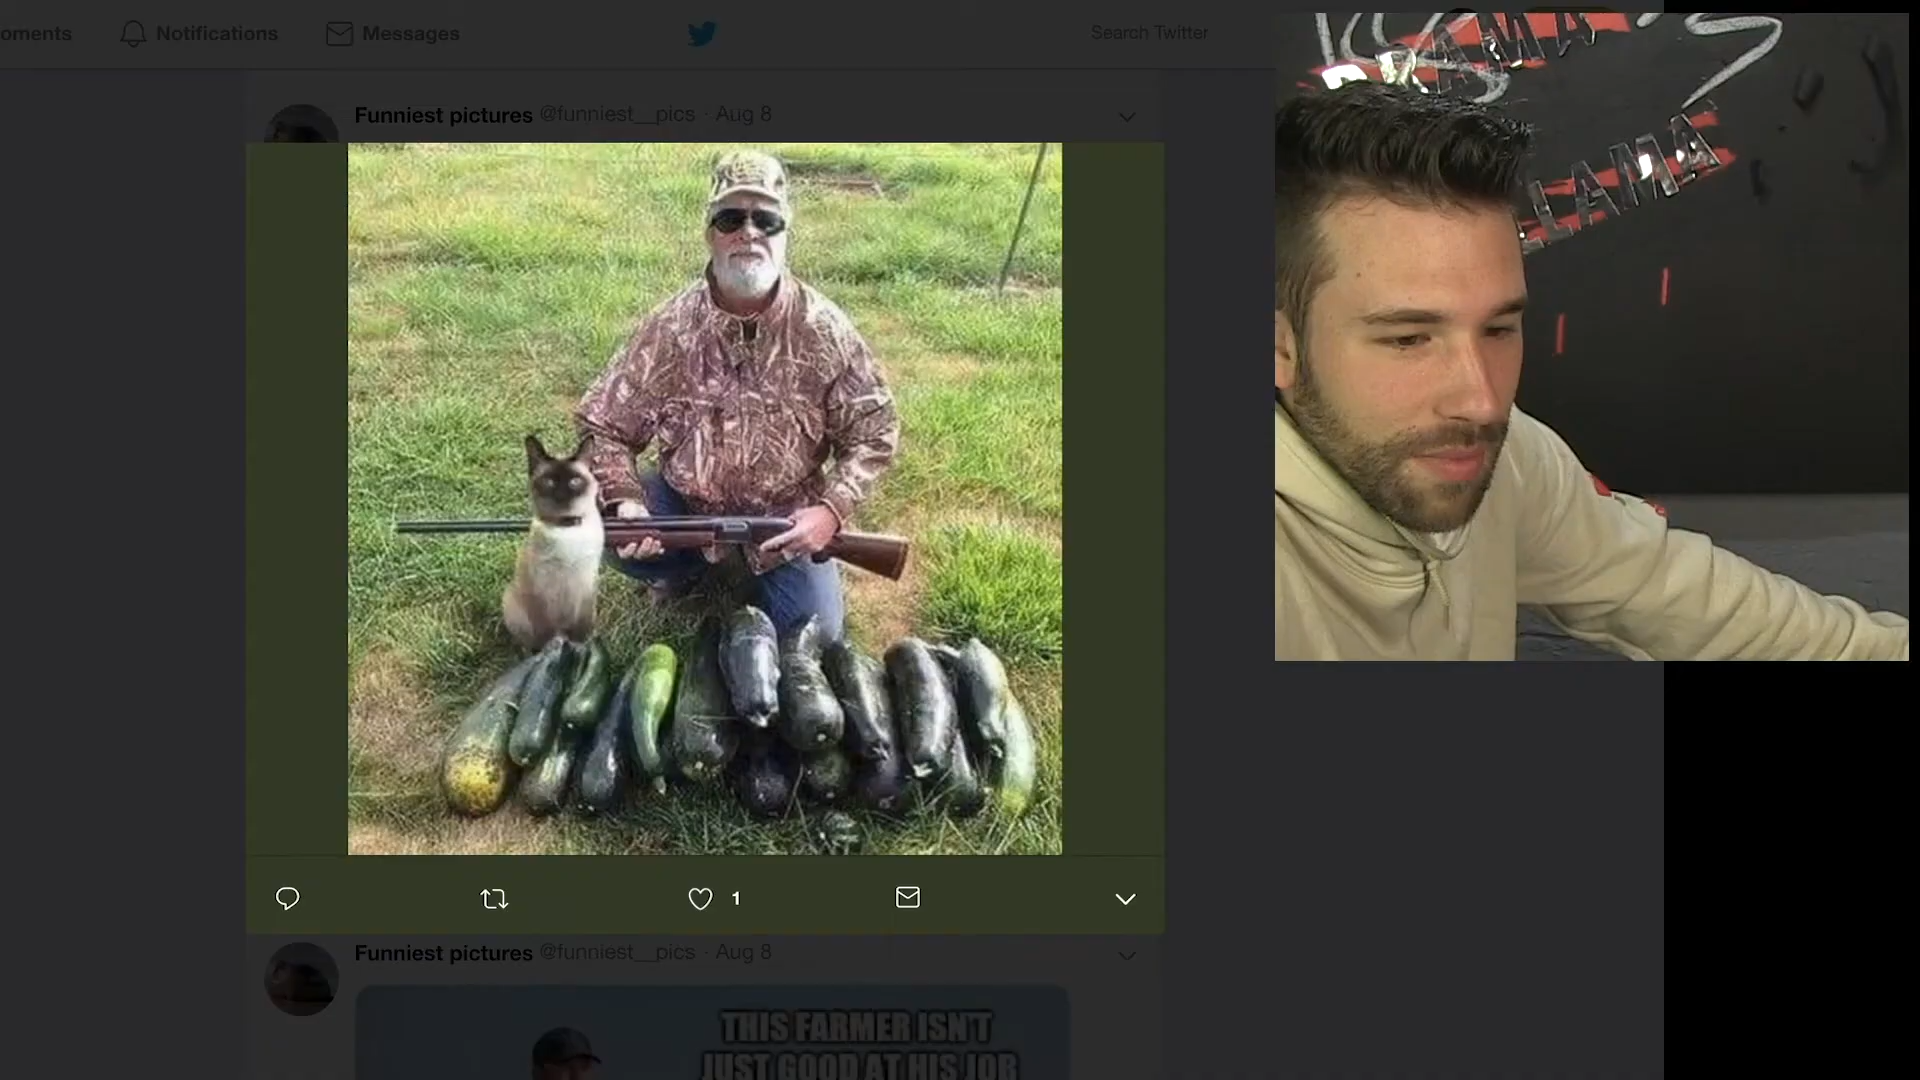 oments
Notifications
Messages
Search Twitter
Funniest pictures @funniest__pics · Aug 8
1
Funniest pictures @funniest__pics · Aug 8
THIS FARMER ISN'T
JUST GOOD AT HIS JOB
LLAMA